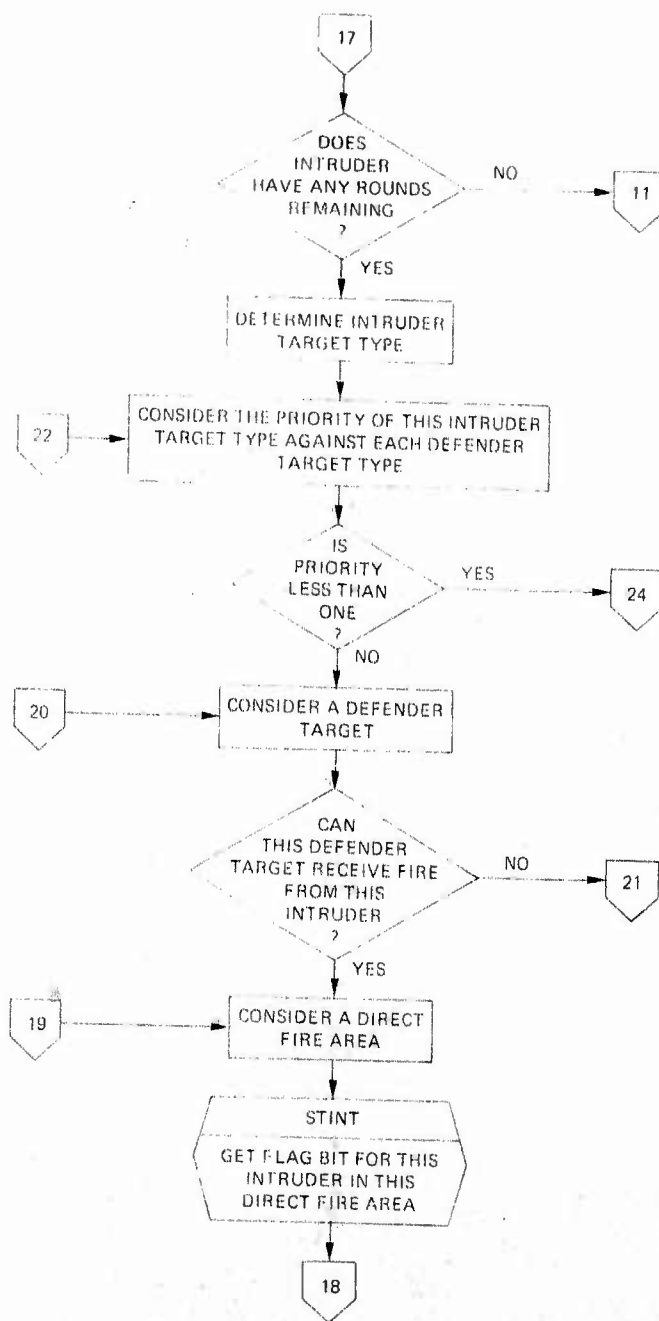 17
DOES
INTRUDER
HAVE ANY ROUNDS
REMAINING
?
NO
11
YES
DETERMINE INTRUDER
TARGET TYPE
22
CONSIDER THE PRIORITY OF THIS INTRUDER
TARGET TYPE AGAINST EACH DEFENDER
TARGET TYPE
IS
PRIORITY
LESS THAN
ONE
?
YES
24
NO
20
CONSIDER A DEFENDER
TARGET
CAN
THIS DEFENDER
TARGET RECEIVE FIRE
FROM THIS
INTRUDER
?
NO
21
YES
19
CONSIDER A DIRECT
FIRE AREA
STINT
GET FLAG BIT FOR THIS
INTRUDER IN THIS
DIRECT FIRE AREA
18